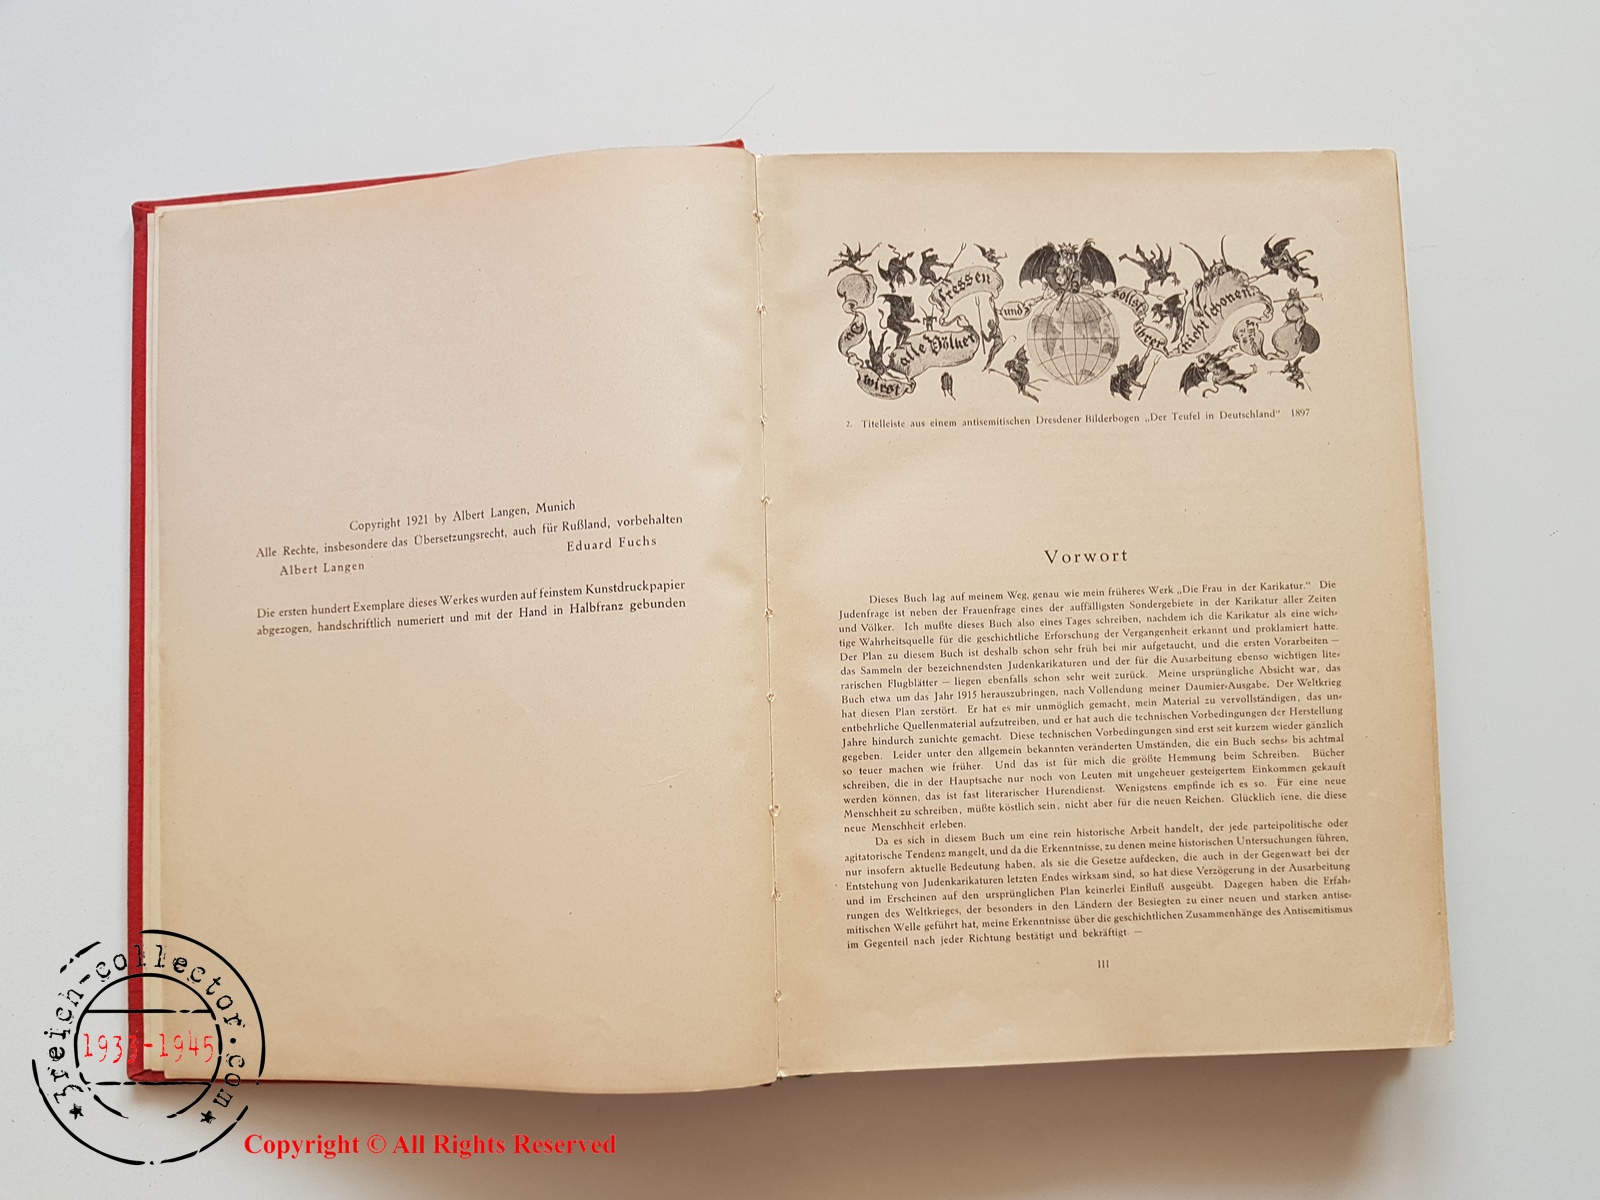 Copyright 1921 by Albert Langen, Munich
Alle Rechte, insbesondere das Übersetzungsrecht, auch für Rußland, vorbehalten
Albert Langen Eduard Fuchs
Die ersten hundert Exemplare dieses Werkes wurden auf feinstem Kunstdruckpapier
abgezogen, handschriftlich numeriert und mit der Hand in Halbfranz gebunden
Du
wirst
alle Völker
fressen
und
sollst
ihrer
nicht schonen.
2. Titelleiste aus einem antisemitischen Dresdener Bilderbogen „Der Teufel in Deutschland“ 1897
Vorwort
Dieses Buch lag auf meinem Weg, genau wie mein früheres Werk „Die Frau in der Karikatur.“ Die
Judenfrage ist neben der Frauenfrage eines der auffälligsten Sondergebiete in der Karikatur aller Zeiten
und Völker. Ich mußte dieses Buch also eines Tages schreiben, nachdem ich die Karikatur als eine wich-
tige Wahrheitsquelle für die geschichtliche Erforschung der Vergangenheit erkannt und proklamiert hatte.
Der Plan zu diesem Buch ist deshalb schon sehr früh bei mir aufgetaucht, und die ersten Vorarbeiten —
das Sammeln der bezeichnendsten Judenkarikaturen und der für die Ausarbeitung ebenso wichtigen lite-
rarischen Flugblätter — liegen ebenfalls schon sehr weit zurück. Meine ursprüngliche Absicht war, das
Buch etwa um das Jahr 1915 herauszubringen, nach Vollendung meiner Daumier-Ausgabe. Der Weltkrieg
hat diesen Plan zerstört. Er hat es mir unmöglich gemacht, mein Material zu vervollständigen, das un-
entbehrliche Quellenmaterial aufzutreiben, und er hat auch die technischen Vorbedingungen der Herstellung
Jahre hindurch zunichte gemacht. Diese technischen Vorbedingungen sind erst seit kurzem wieder gänzlich
gegeben. Leider unter den allgemein bekannten veränderten Umständen, die ein Buch sechs- bis achtmal
so teuer machen wie früher. Und das ist für mich die größte Hemmung beim Schreiben. Bücher
schreiben, die in der Hauptsache nur noch von Leuten mit ungeheuer gesteigertem Einkommen gekauft
werden können, das ist fast literarischer Hurendienst. Wenigstens empfinde ich es so. Für eine neue
Menschheit zu schreiben, müßte köstlich sein, nicht aber für die neuen Reichen. Glücklich jene, die diese
neue Menschheit erleben.
Da es sich in diesem Buch um eine rein historische Arbeit handelt, der jede parteipolitische oder
agitatorische Tendenz mangelt, und da die Erkenntnisse, zu denen meine historischen Untersuchungen führen,
nur insofern aktuelle Bedeutung haben, als sie die Gesetze aufdecken, die auch in der Gegenwart bei der
Entstehung von Judenkarikaturen letzten Endes wirksam sind, so hat diese Verzögerung in der Ausarbeitung
und im Erscheinen auf den ursprünglichen Plan keinerlei Einfluß ausgeübt. Dagegen haben die Erfah-
rungen des Weltkrieges, der besonders in den Ländern der Besiegten zu einer neuen und starken antise-
mitischen Welle geführt hat, meine Erkenntnisse über die geschichtlichen Zusammenhänge des Antisemitismus
im Gegenteil nach jeder Richtung bestätigt und bekräftigt. —
III
3reich-collector.com
1933-1945
Copyright © All Rights Reserved